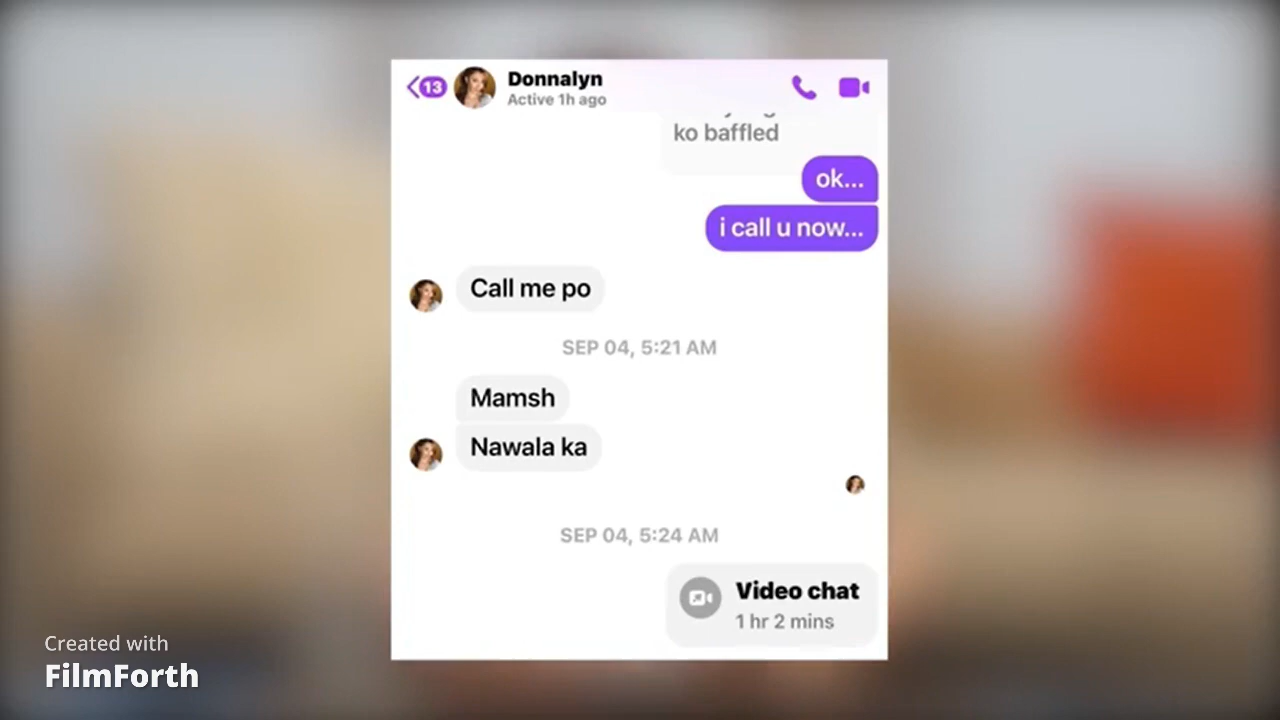 13
Donnalyn
Active 1h ago
ko baffled
ok...
i call u now...
Call me po
SEP 04, 5:21 AM
Mamsh
Nawala ka
SEP 04, 5:24 AM
Video chat
1 hr 2 mins
Created with
FilmForth